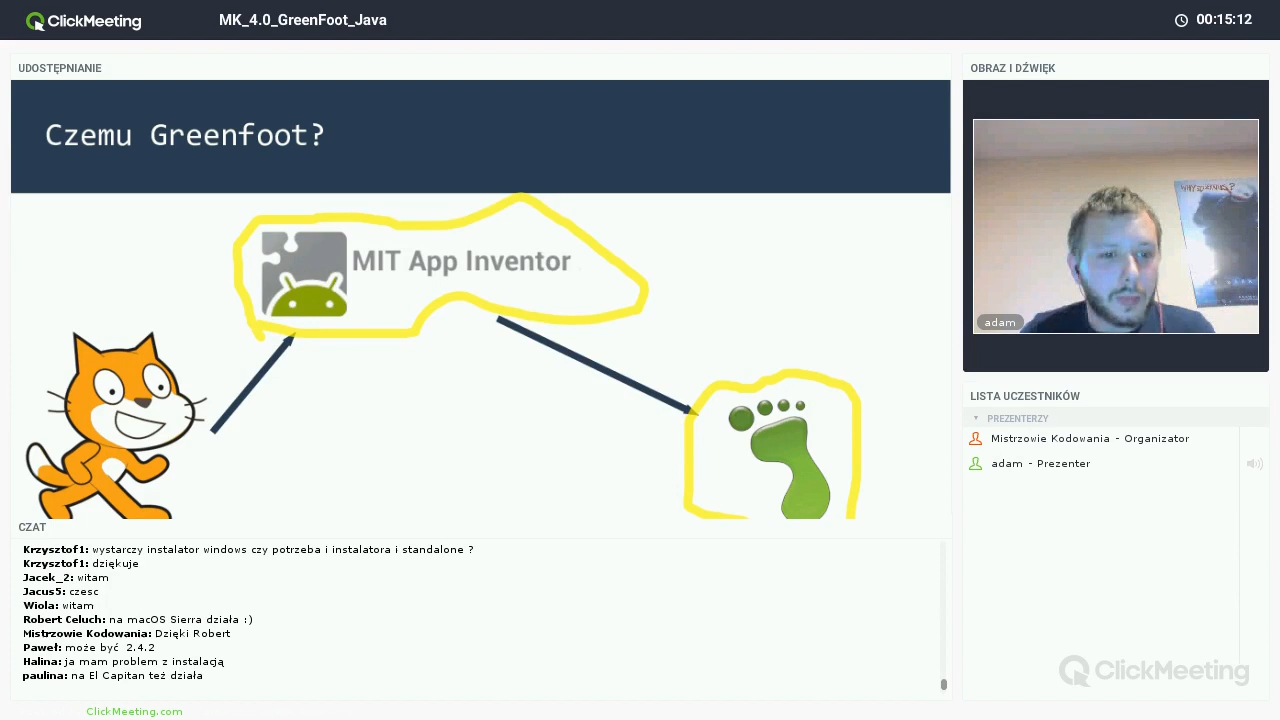 ClickMeeting
MK_4.0_GreenFoot_Java
00:15:12
UDOSTĘPNIANIE
Czemu Greenfoot?
MIT App Inventor
OBRAZ I DŹWIĘK
adam
LISTA UCZESTNIKÓW
PREZENTERZY
Mistrzowie Kodowania - Organizator
adam - Prezenter
CZAT
Krzysztof1: wystarczy instalator windows czy potrzeba i instalatora i standalone ?
Krzysztof1: dziękuje
Jacek_2: witam
Jacus5: czesc
Wiola: witam
Robert Celuch: na macOS Sierra działa :)
Mistrzowie Kodowania: Dzięki Robert
Paweł: może być 2.4.2
Halina: ja mam problem z instalacją
paulina: na El Capitan też działa
ClickMeeting
ClickMeeting.com